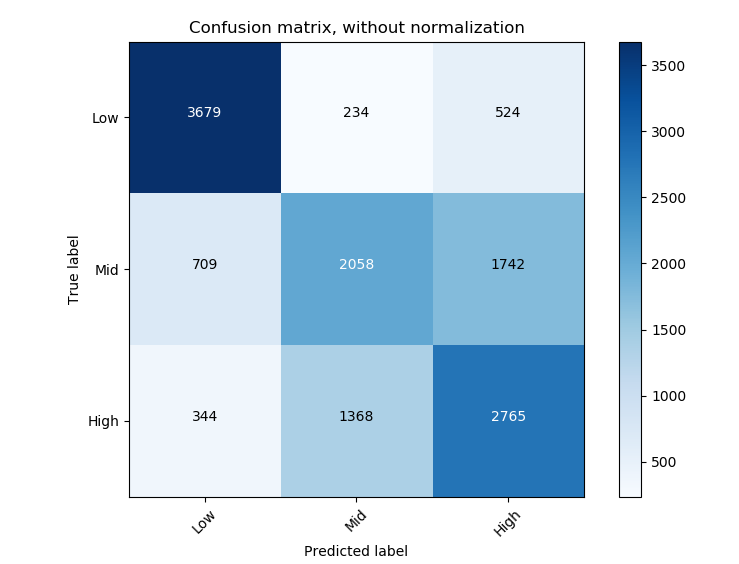 Confusion matrix, without normalization
Low 3679 234 524
Mid 709 2058 1742
High 344 1368 2765
True label
Low Mid High
Predicted label
3500
3000
2500
2000
1500
1000
500